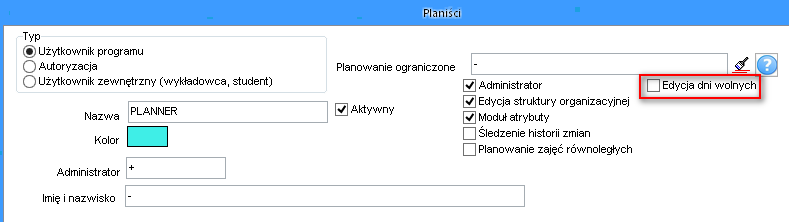 Planiści
Typ
Użytkownik programu
Autoryzacja
Użytkownik zewnętrzny (wykładowca, student)
Planowanie ograniczone -
?
Administrator
Edycja dni wolnych
Edycja struktury organizacyjnej
Nazwa PLANNER Aktywny
Moduł atrybuty
Kolor
Śledzenie historii zmian
Planowanie zajęć równoległych
Administrator +
Imię i nazwisko -